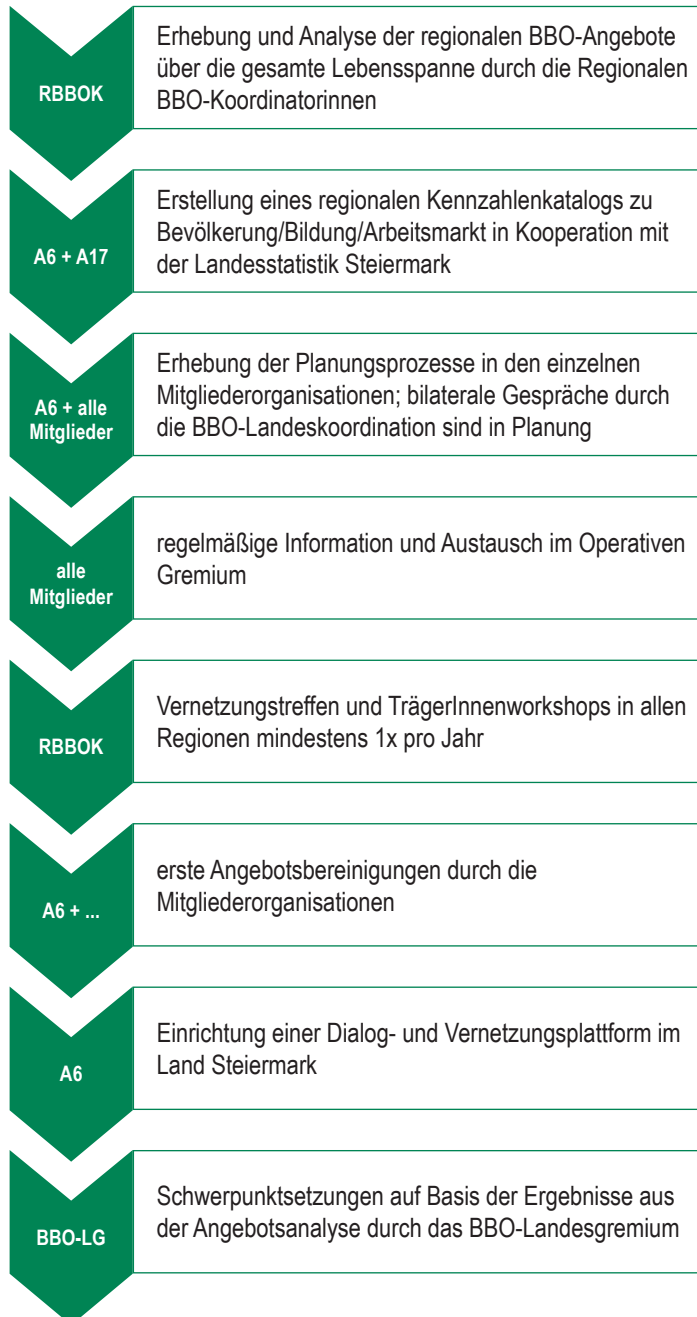 RBBOK
Erhebung und Analyse der regionalen BBO-Angebote
über die gesamte Lebensspanne durch die Regionalen
BBO-Koordinatorinnen
A6 + A17
Erstellung eines regionalen Kennzahlenkatalogs zu
Bevölkerung/Bildung/Arbeitsmarkt in Kooperation mit
der Landesstatistik Steiermark
A6 + alle
Mitglieder
Erhebung der Planungsprozesse in den einzelnen
Mitgliederorganisationen; bilaterale Gespräche durch
die BBO-Landeskoordination sind in Planung
alle
Mitglieder
regelmäßige Information und Austausch im Operativen
Gremium
RBBOK
Vernetzungstreffen und TrägerInnenworkshops in allen
Regionen mindestens 1x pro Jahr
A6 + ...
erste Angebotsbereinigungen durch die
Mitgliederorganisationen
A6
Einrichtung einer Dialog- und Vernetzungsplattform im
Land Steiermark
BBO-LG
Schwerpunktsetzungen auf Basis der Ergebnisse aus
der Angebotsanalyse durch das BBO-Landesgremium